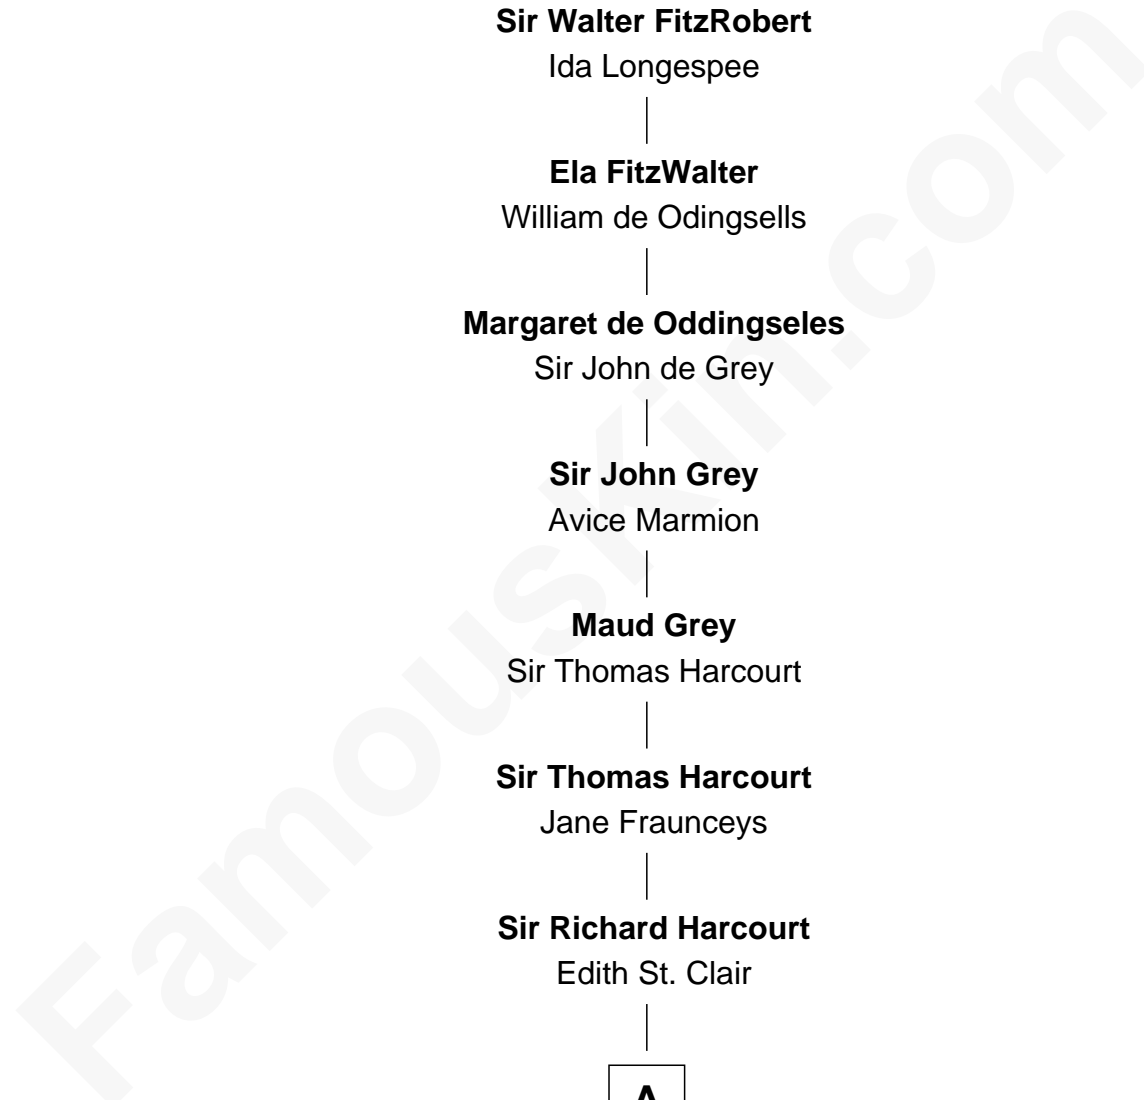 Sir Walter FitzRobert
Ida Longespee
Ela FitzWalter
William de Odingsells
Margaret de Oddingseles
Sir John de Grey
Sir John Grey
Avice Marmion
Maud Grey
Sir Thomas Harcourt
Sir Thomas Harcourt
Jane Fraunceys
Sir Richard Harcourt
Edith St. Clair
A
FamousKin.com